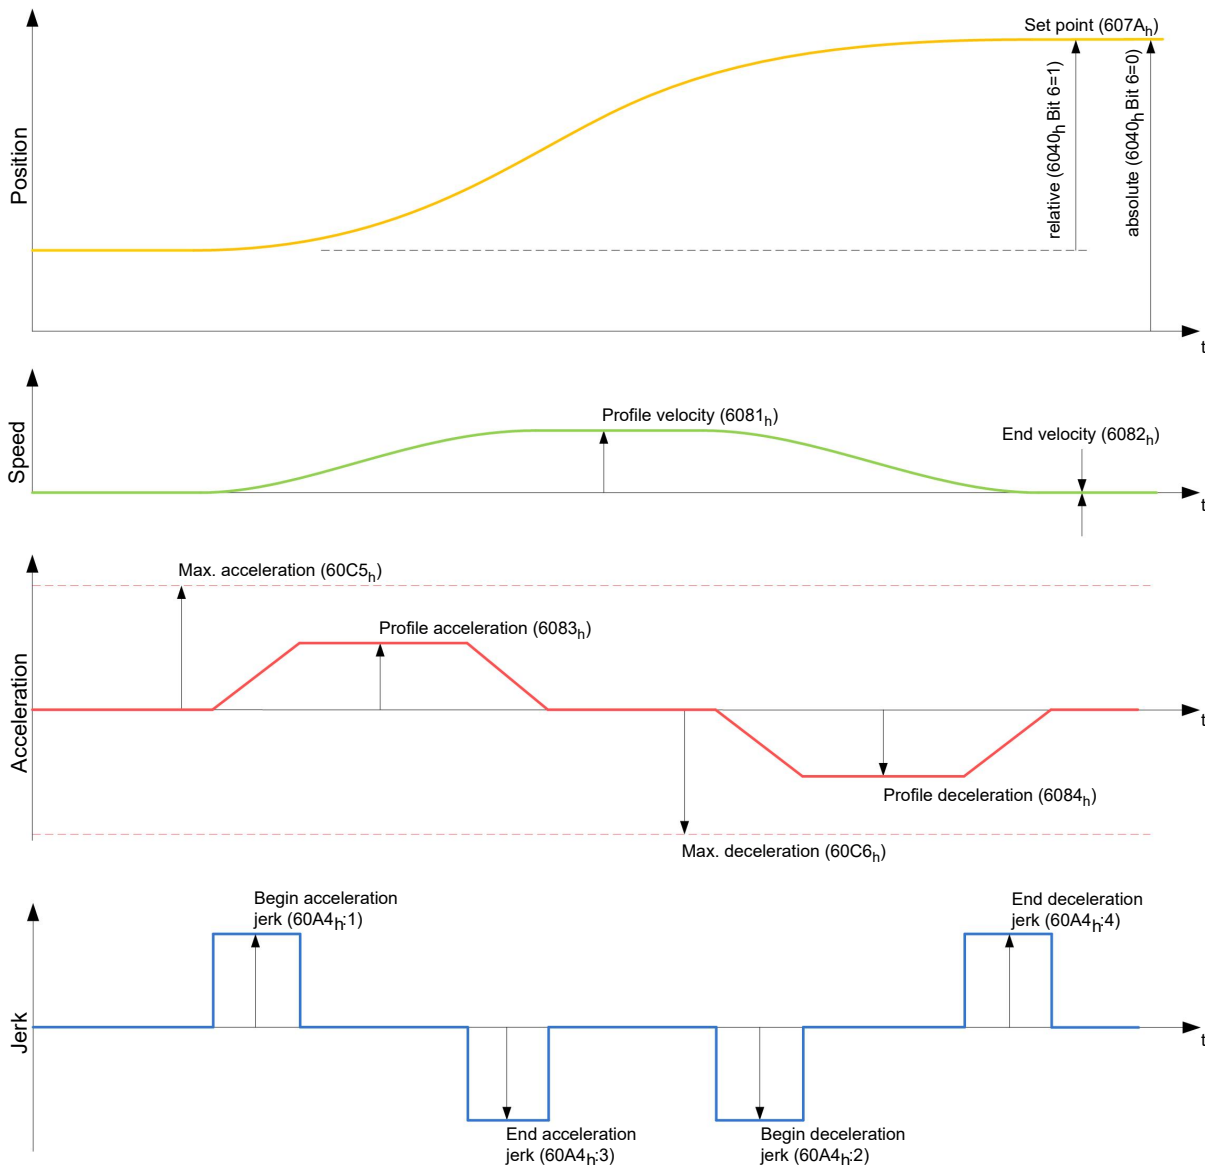 Set point (607Ah)
Position
relative (6040h Bit 6=1)
absolute (6040h Bit 6=0)
t
Speed
Profile velocity (6081h)
End velocity (6082h)
t
Acceleration
Max. acceleration (60C5h)
Profile acceleration (6083h)
t
Profile deceleration (6084h)
Max. deceleration (60C6h)
Jerk
Begin acceleration
jerk (60A4h:1)
End deceleration
jerk (60A4h:4)
t
End acceleration
jerk (60A4h:3)
Begin deceleration
jerk (60A4h:2)